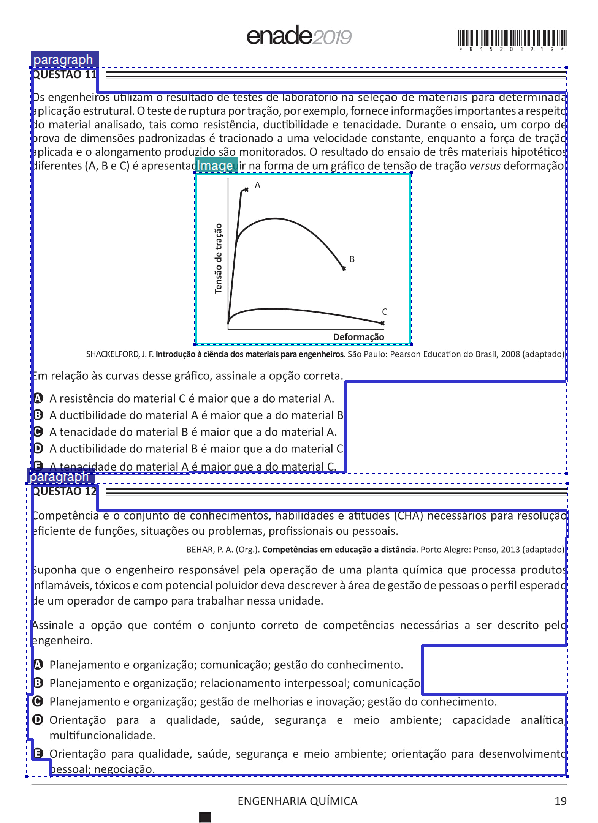 enade2019
paragraph
QUESTÃO 11
Os engenheiros utilizam o resultado de testes de laboratório na seleção de materiais para determinada
aplicação estrutural. O teste de ruptura por tração, por exemplo, fornece informações importantes a respeito
do material analisado, tais como resistência, ductibilidade e tenacidade. Durante o ensaio, um corpo de
prova de dimensões padronizadas é tracionado a uma velocidade constante, enquanto a força de tração
aplicada e o alongamento produzido são monitorados. O resultado do ensaio de três materiais hipotéticos
diferentes (A, B e C) é apresentad Image ir na forma de um gráfico de tensão de tração versus deformação.
A
Tensão de tração
B
C
Deformação
SHACKELFORD, J. F. Introdução à ciência dos materiais para engenheiros. São Paulo: Pearson Education do Brasil, 2008 (adaptado).
Em relação às curvas desse gráfico, assinale a opção correta.
A A resistência do material C é maior que a do material A.
B A ductibilidade do material A é maior que a do material B
C A tenacidade do material B é maior que a do material A.
D A ductibilidade do material B é maior que a do material C
E A tenacidade do material A é maior que a do material C.
paragraph
QUESTÃO 12
Competência é o conjunto de conhecimentos, habilidades e atitudes (CHA) necessários para resolução
eficiente de funções, situações ou problemas, profissionais ou pessoais.
BEHAR, P. A. (Org.). Competências em educação a distância. Porto Alegre: Penso, 2013 (adaptado).
Suponha que o engenheiro responsável pela operação de uma planta química que processa produtos
inflamáveis, tóxicos e com potencial poluidor deva descrever à área de gestão de pessoas o perfil esperado
de um operador de campo para trabalhar nessa unidade.
Assinale a opção que contém o conjunto correto de competências necessárias a ser descrito pelo
engenheiro.
A Planejamento e organização; comunicação; gestão do conhecimento.
B Planejamento e organização; relacionamento interpessoal; comunicação
C Planejamento e organização; gestão de melhorias e inovação; gestão do conhecimento.
D Orientação para a qualidade, saúde, segurança e meio ambiente; capacidade analítica;
multifuncionalidade.
E Orientação para qualidade, saúde, segurança e meio ambiente; orientação para desenvolvimento
pessoal; negociação.
ENGENHARIA QUÍMICA 19